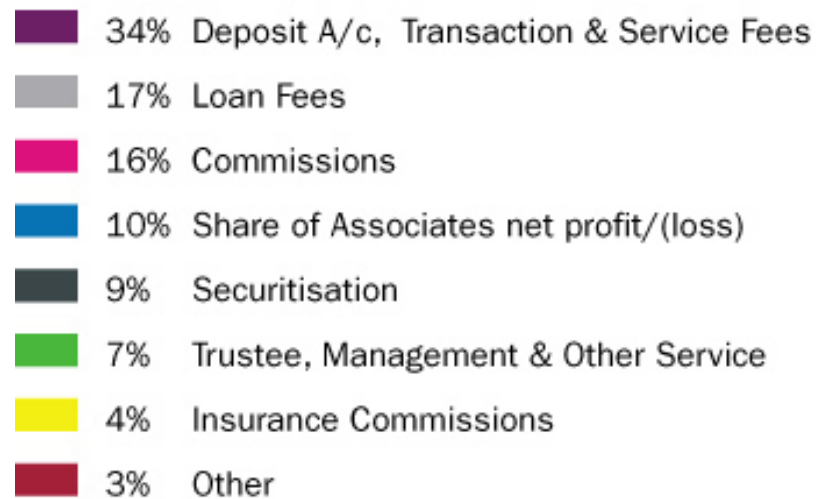 34% Deposit A/c, Transaction & Service Fees
17% Loan Fees
16% Commissions
10% Share of Associates net profit/(loss)
9% Securitisation
7% Trustee, Management & Other Service
4% Insurance Commissions
3% Other